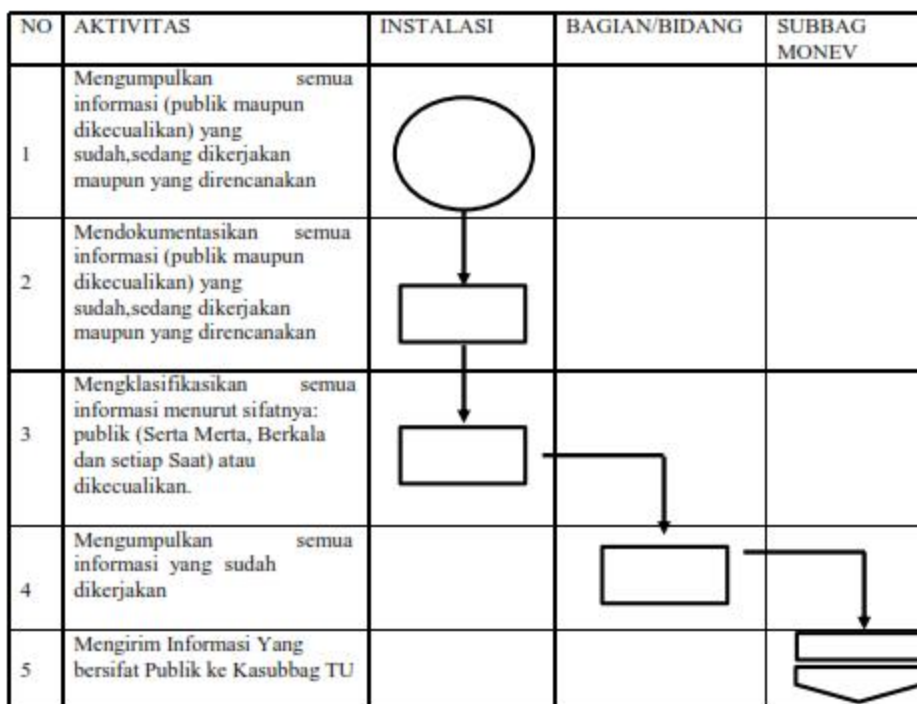 NO AKTIVITAS INSTALASI BAGIAN/BIDANG SUBBAG
MONEV
1
Mengumpulkan semua
informasi (publik maupun
dikecualikan) yang
sudah,sedang dikerjakan
maupun yang direncanakan
2
Mendokumentasikan semua
informasi (publik maupun
dikecualikan) yang
sudah,sedang dikerjakan
maupun yang direncanakan
3
Mengklasifikasikan semua
informasi menurut sifatnya:
publik (Serta Merta, Berkala
dan setiap Saat) atau
dikecualikan.
4
Mengumpulkan semua
informasi yang sudah
dikerjakan
5
Mengirim Informasi Yang
bersifat Publik ke Kasubbag TU